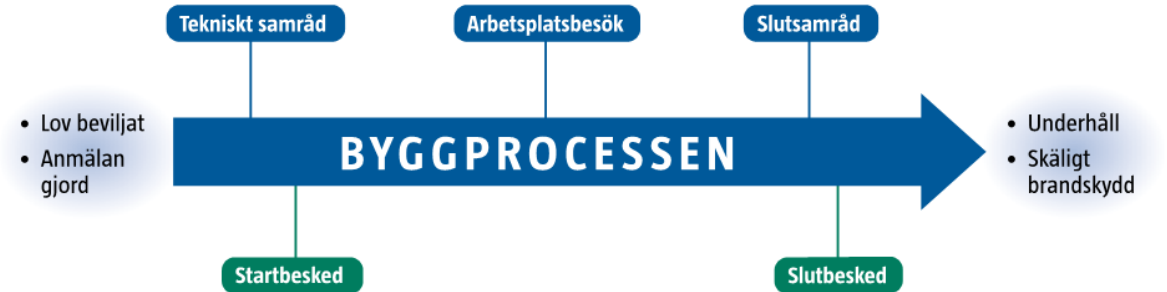 Tekniskt samråd
Arbetsplatsbesök
Slutsamråd
• Lov beviljat
• Anmälan
gjord
BYGGPROCESSEN
• Underhåll
• Skäligt
brandskydd
Startbesked
Slutbesked